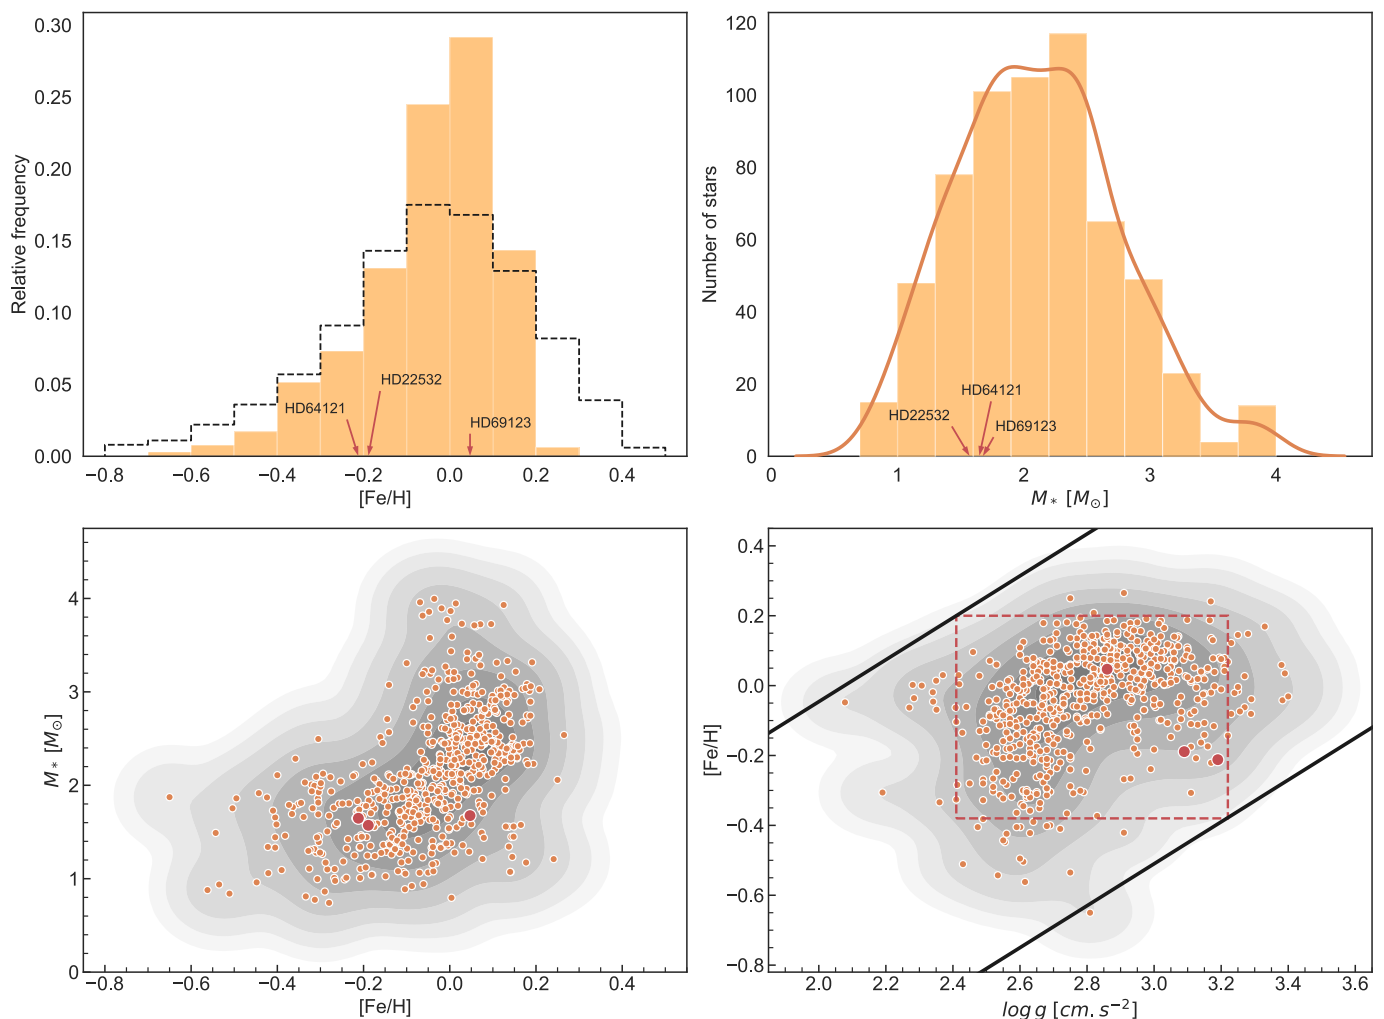 0.30
0.25
0.20
0.15
0.10
0.05
0.00
Relative frequency
HD22532
HD64121
HD69123
−0.8 −0.6 −0.4 −0.2 0.0 0.2 0.4
[Fe/H]
120
100
80
60
40
20
0
Number of stars
HD64121
HD22532
HD69123
0 1 2 3 4
M* [M⊙]
4
3
2
1
0
M* [M⊙]
−0.8 −0.6 −0.4 −0.2 0.0 0.2 0.4
[Fe/H]
0.4
0.2
0.0
−0.2
−0.4
−0.6
−0.8
[Fe/H]
2.0 2.2 2.4 2.6 2.8 3.0 3.2 3.4 3.6
log g [cm. s⁻²]